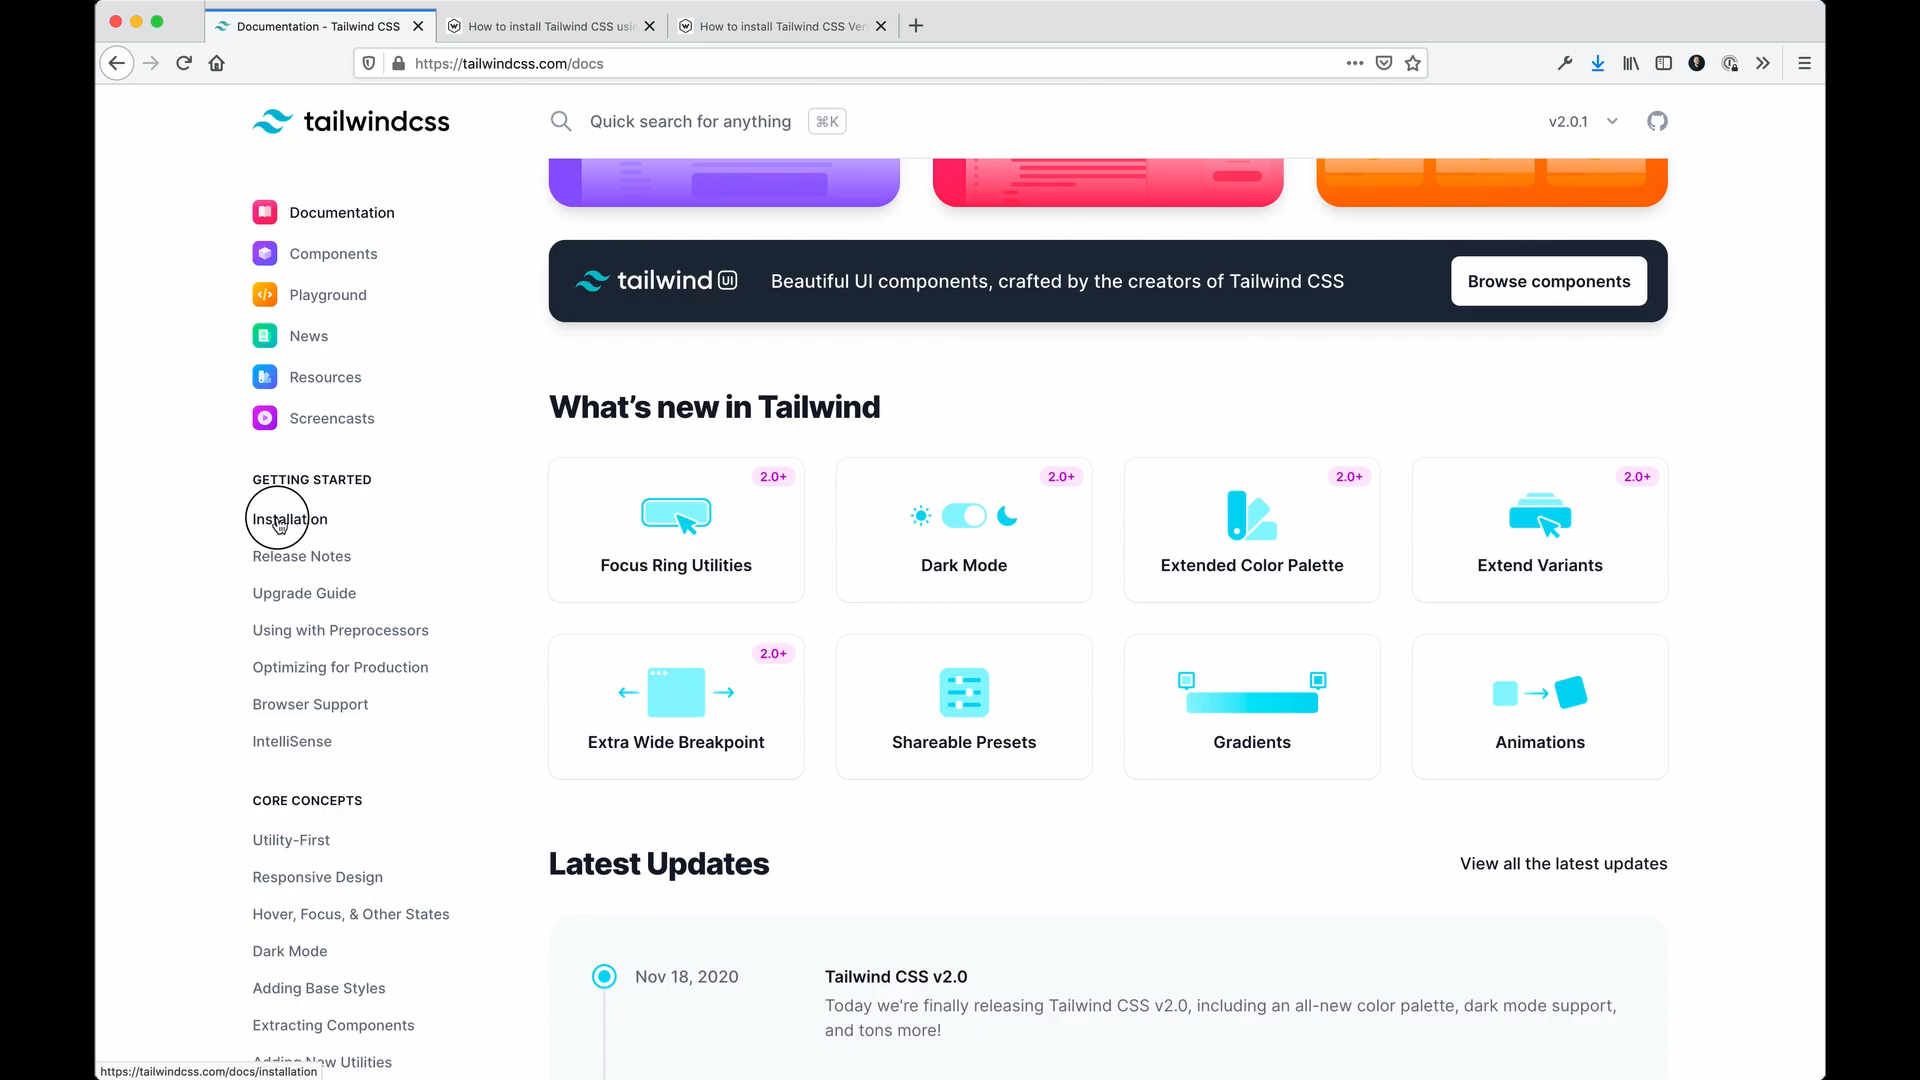 Documentation - Tailwind CSS
How to install Tailwind CSS usin
How to install Tailwind CSS Ver
https://tailwindcss.com/docs
tailwindcss
Quick search for anything
⌘K
v2.0.1
Documentation
Components
Playground
News
Resources
Screencasts
GETTING STARTED
Installation
Release Notes
Upgrade Guide
Using with Preprocessors
Optimizing for Production
Browser Support
IntelliSense
CORE CONCEPTS
Utility-First
Responsive Design
Hover, Focus, & Other States
Dark Mode
Adding Base Styles
Extracting Components
Adding New Utilities
https://tailwindcss.com/docs/installation
tailwind UI
Beautiful UI components, crafted by the creators of Tailwind CSS
Browse components
What's new in Tailwind
2.0+
Focus Ring Utilities
2.0+
Dark Mode
2.0+
Extended Color Palette
2.0+
Extend Variants
2.0+
Extra Wide Breakpoint
Shareable Presets
Gradients
Animations
Latest Updates
View all the latest updates
Nov 18, 2020
Tailwind CSS v2.0
Today we're finally releasing Tailwind CSS v2.0, including an all-new color palette, dark mode support,
and tons more!